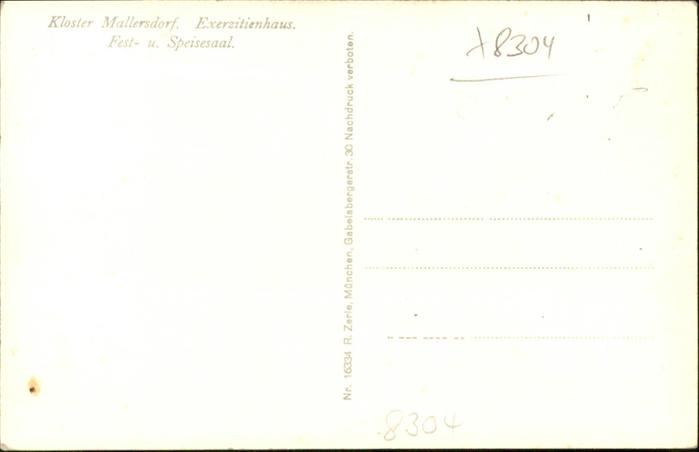 Kloster Mallersdorf. Exerzitienhaus.
Fest- u. Speisesaal.
Nr. 16334 R. Zerle, München, Gabelsbergerstr. 30 Nachdruck verboten.
8304
8304